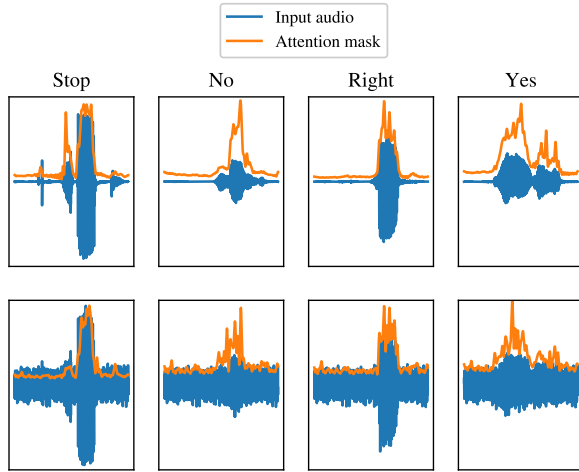 Input audio
Attention mask
Stop No Right Yes